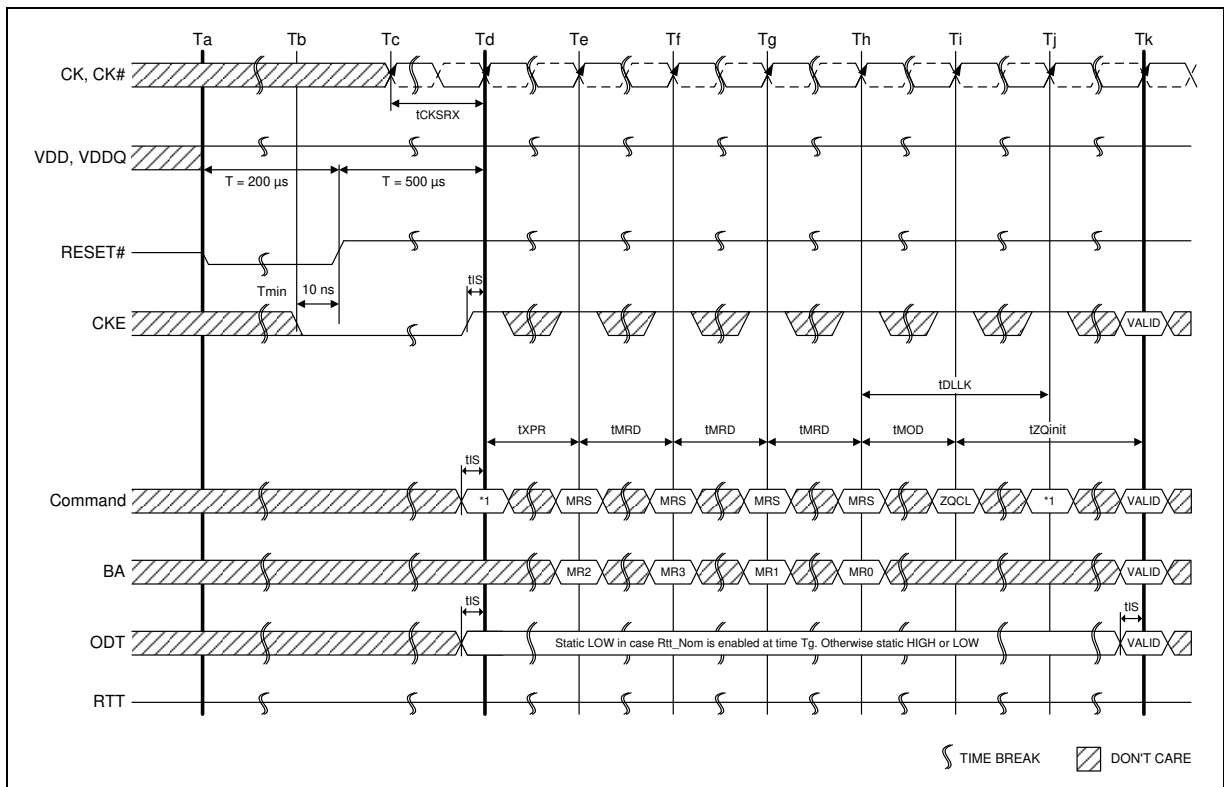 Ta Tb Tc Td Te Tf Tg Th Ti Tj Tk
CK, CK#
tCKSRX
VDD, VDDQ
T = 200 µs T = 500 µs
RESET#
Tmin 10 ns tIS
CKE VALID
tDLLK
tXPR tMRD tMRD tMRD tMOD tZQinit
tIS
Command *1 MRS MRS MRS MRS ZQCL *1 VALID
BA MR2 MR3 MR1 MR0 VALID
tIS tIS
ODT Static LOW in case Rtt_Nom is enabled at time Tg. Otherwise static HIGH or LOW VALID
RTT
TIME BREAK DON'T CARE